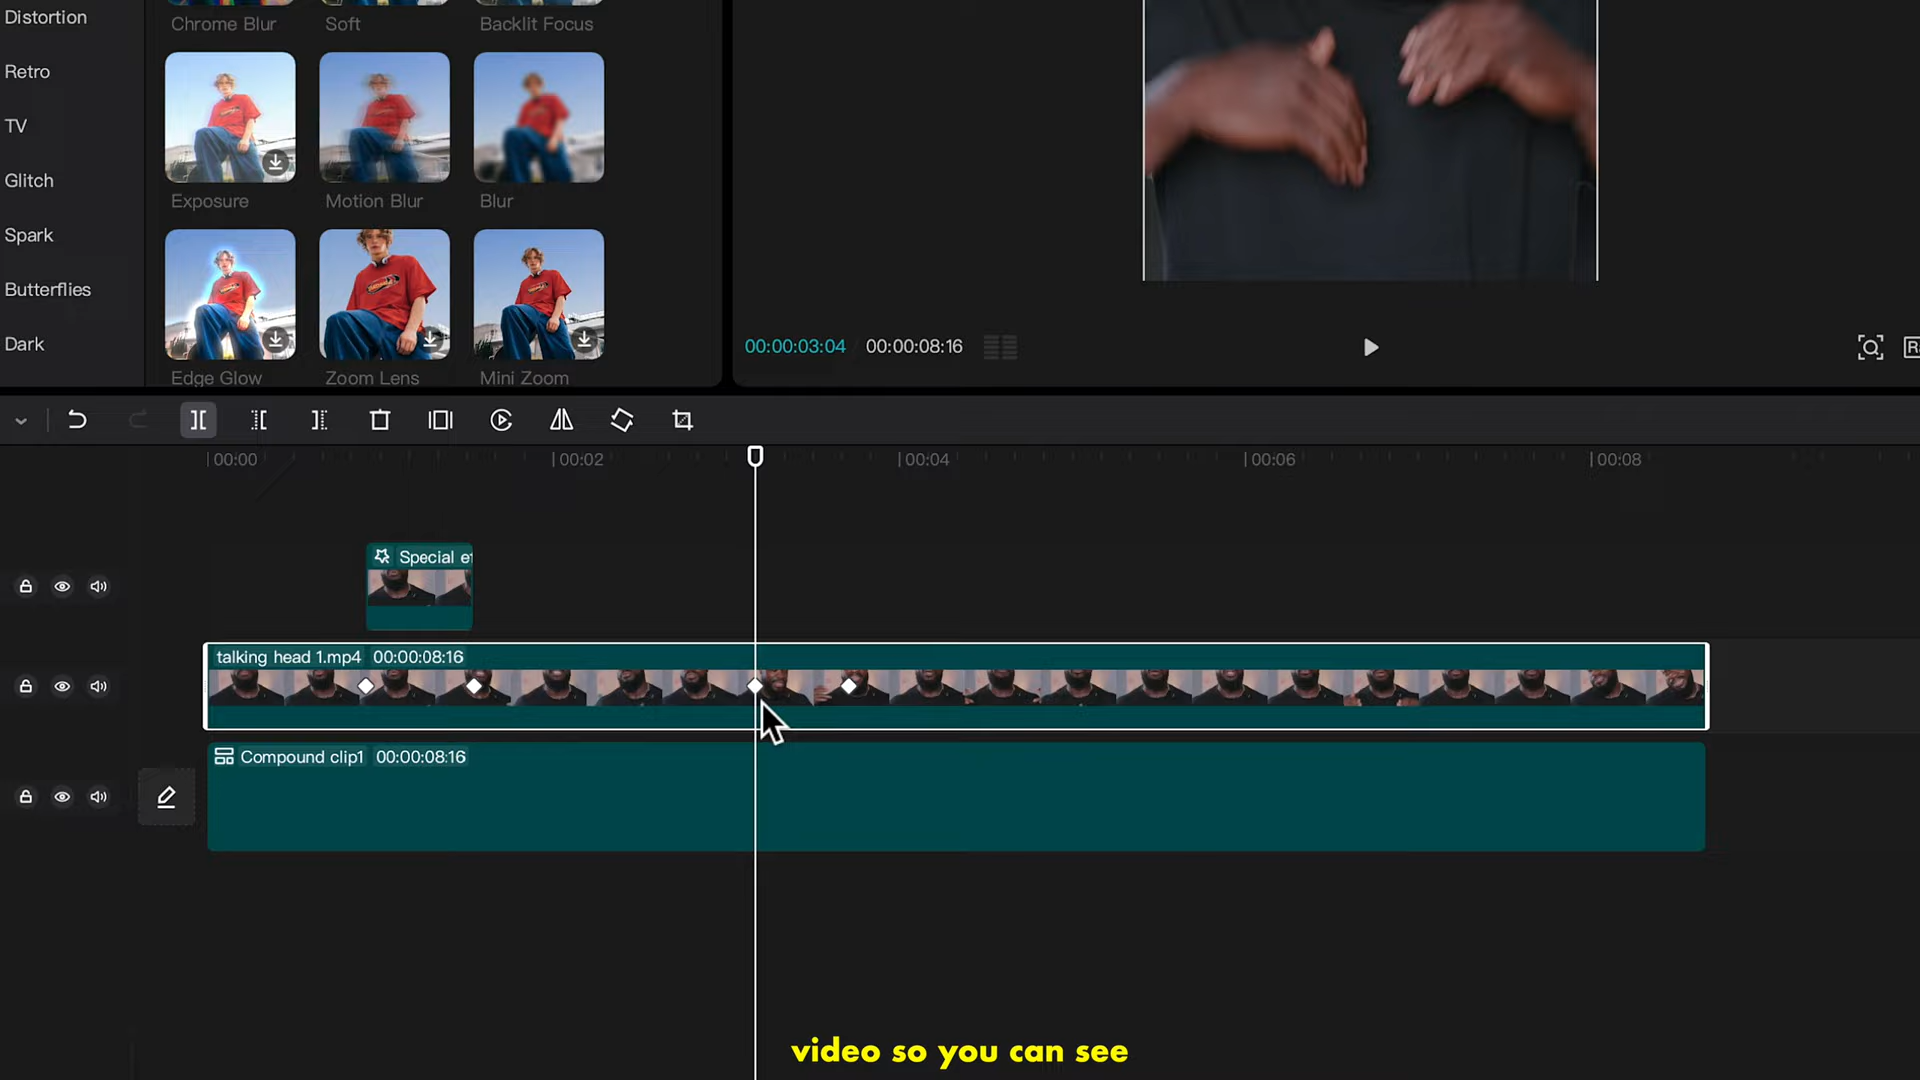 Distortion
Retro
TV
Glitch
Spark
Butterflies
Dark
Chrome Blur
Soft
Backlit Focus
Exposure
Motion Blur
Blur
Edge Glow
Zoom Lens
Mini Zoom
00:00:03:04
00:00:08:16
00:00
00:02
00:04
00:06
00:08
Special ef
talking head 1.mp4 00:00:08:16
Compound clip1 00:00:08:16
video so you can see